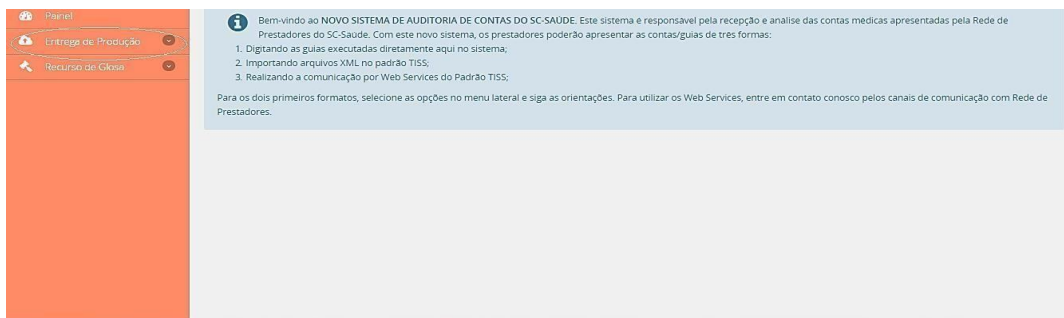 Painel
Entrega de Produção
Recurso de Glosa
Bem-vindo ao NOVO SISTEMA DE AUDITORIA DE CONTAS DO SC-SAÚDE. Este sistema é responsável pela recepção e análise das contas médicas apresentadas pela Rede de
Prestadores do SC-Saúde. Com este novo sistema, os prestadores poderão apresentar as contas/guias de três formas:
1. Digitando as guias executadas diretamente aqui no sistema;
2. Importando arquivos XML no padrão TISS;
3. Realizando a comunicação por Web Services do Padrão TISS;
Para os dois primeiros formatos, selecione as opções no menu lateral e siga as orientações. Para utilizar os Web Services, entre em contato conosco pelos canais de comunicação com Rede de
Prestadores.